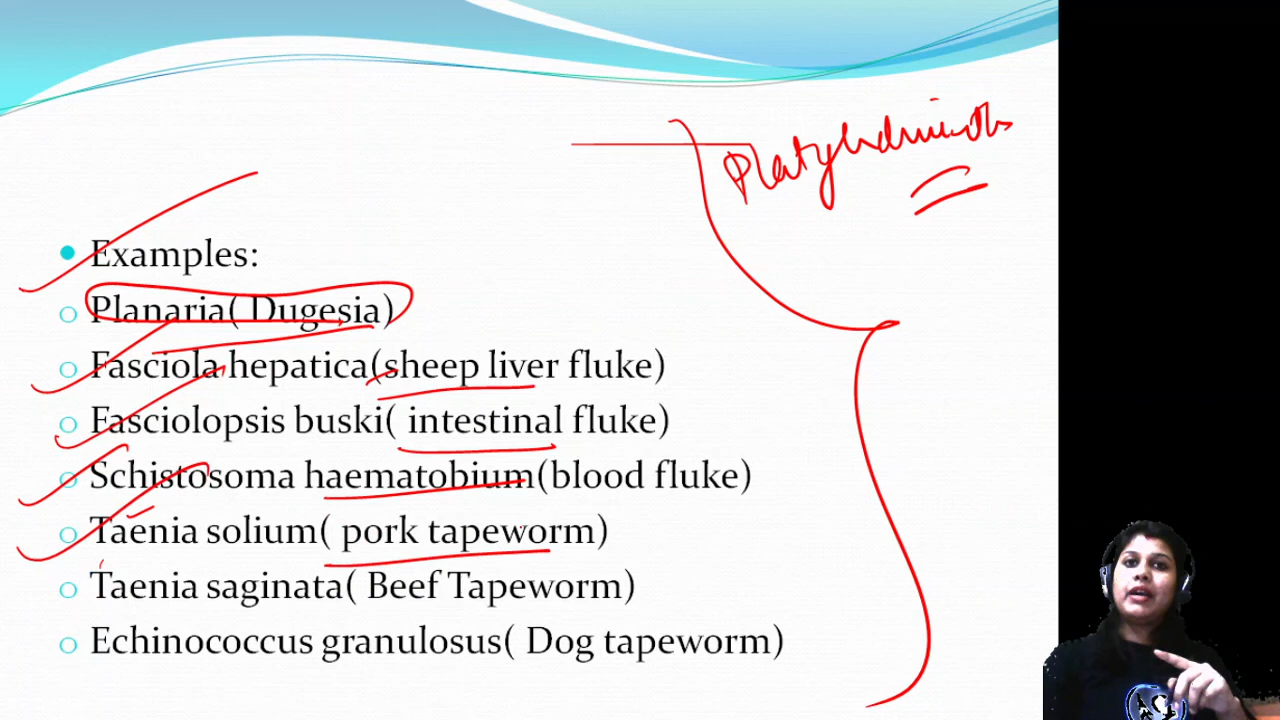 Platyhelminths
Examples:
Planaria( Dugesia)
Fasciola hepatica(sheep liver fluke)
Fasciolopsis buski( intestinal fluke)
Schistosoma haematobium(blood fluke)
Taenia solium( pork tapeworm)
Taenia saginata( Beef Tapeworm)
Echinococcus granulosus( Dog tapeworm)